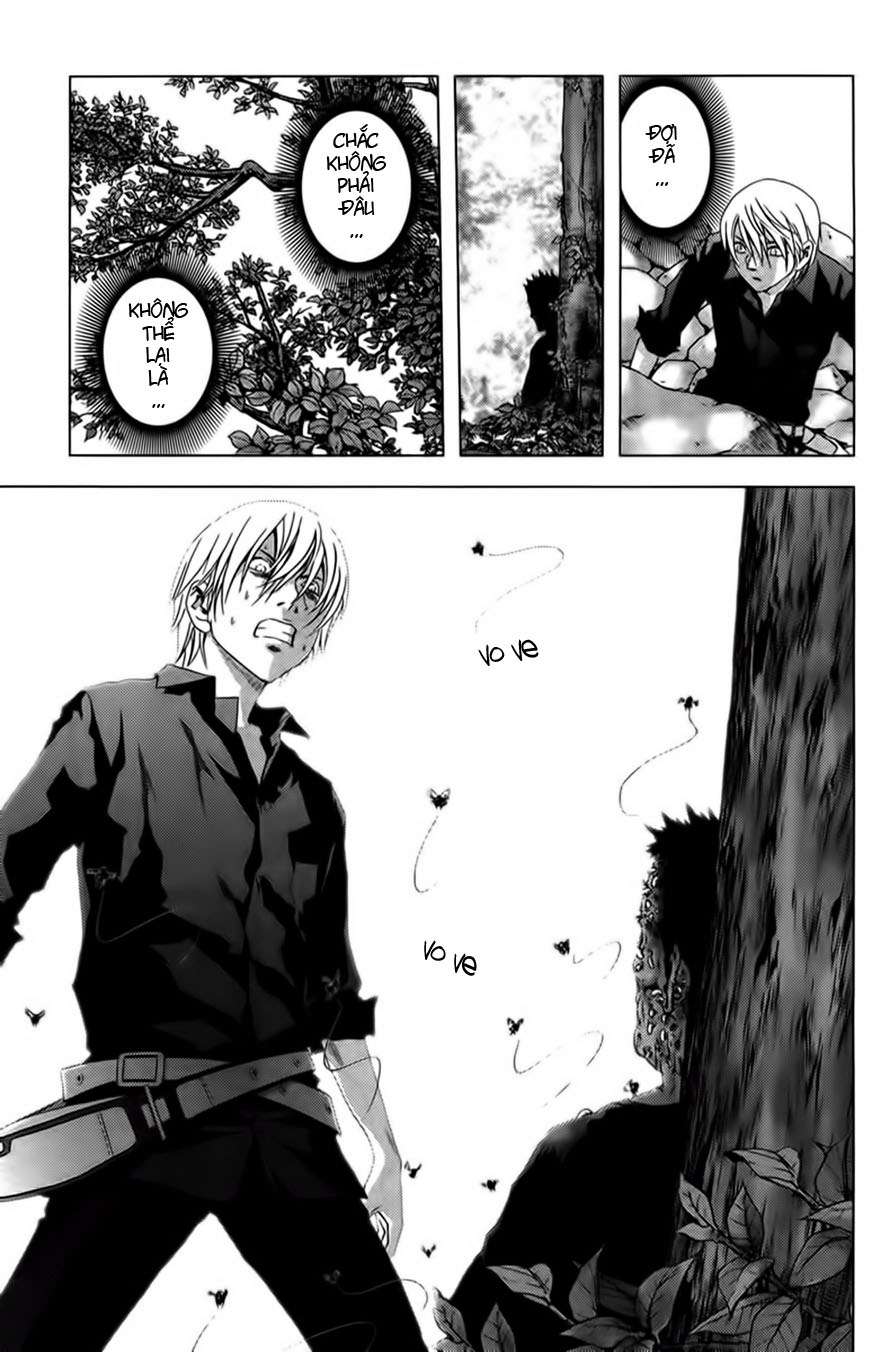 ĐỢI
ĐÃ
...
CHẮC
KHÔNG
PHẢI
ĐÂU
...
KHÔNG
THỂ
LẠI
LÀ
...
VO VE
VO VE